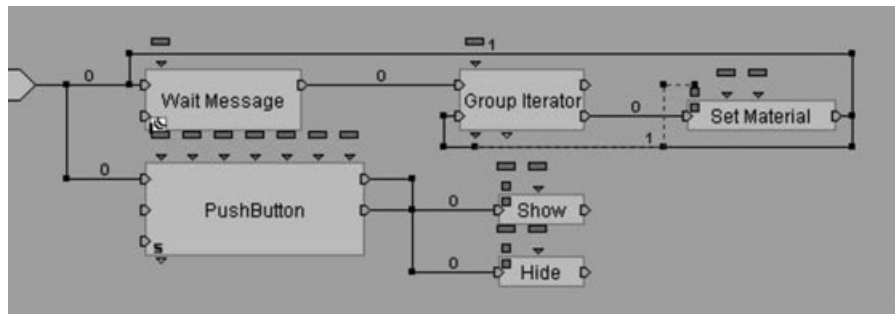 1
0
0
Wait Message
Group Iterator
0
Set Material
1
0
PushButton
s
0
Show
0
Hide